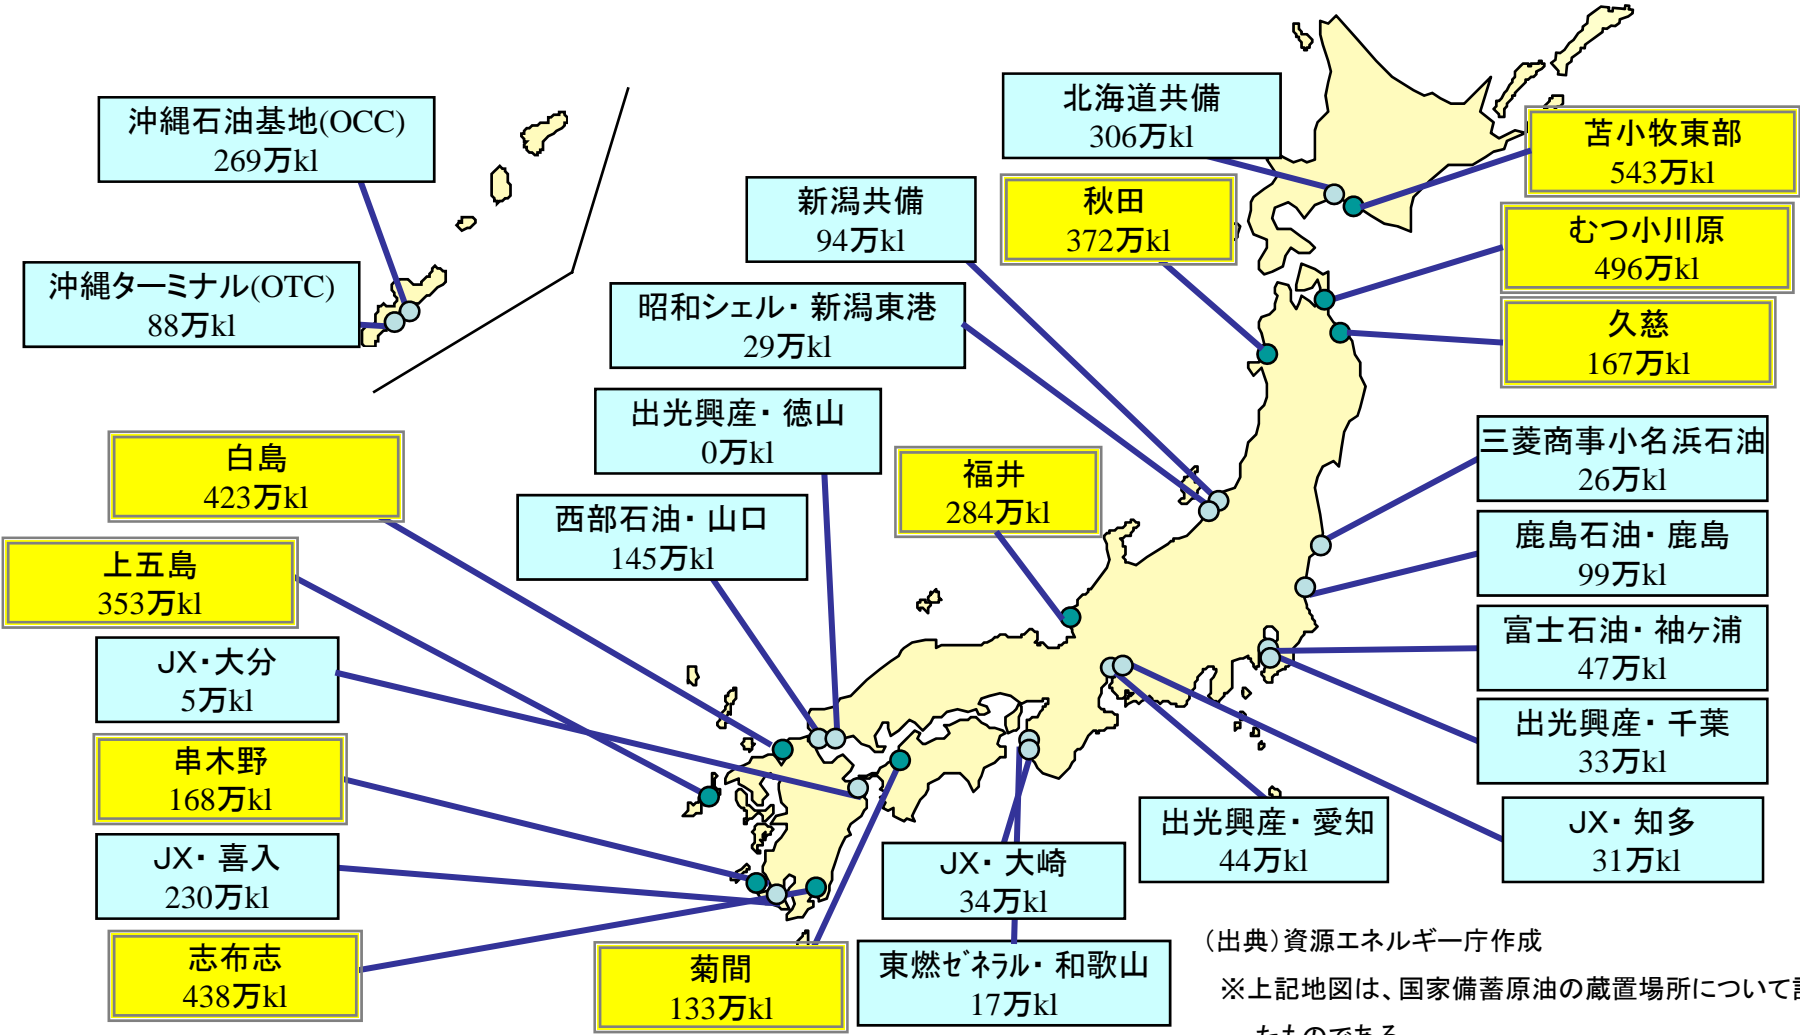 沖縄石油基地(OCC)
269万kl
沖縄ターミナル(OTC)
88万kl
北海道共備
306万kl
苫小牧東部
543万kl
新潟共備
94万kl
秋田
372万kl
むつ小川原
496万kl
昭和シェル・新潟東港
29万kl
久慈
167万kl
出光興産・徳山
0万kl
白島
423万kl
福井
284万kl
三菱商事小名浜石油
26万kl
西部石油・山口
145万kl
鹿島石油・鹿島
99万kl
上五島
353万kl
富士石油・袖ヶ浦
47万kl
JX・大分
5万kl
出光興産・千葉
33万kl
串木野
168万kl
出光興産・愛知
44万kl
JX・知多
31万kl
JX・喜入
230万kl
JX・大崎
34万kl
志布志
438万kl
菊間
133万kl
東燃ｾﾞﾈﾗﾙ・和歌山
17万kl
（出典）資源エネルギー庁作成
※上記地図は、国家備蓄原油の蔵置場所について
たものである